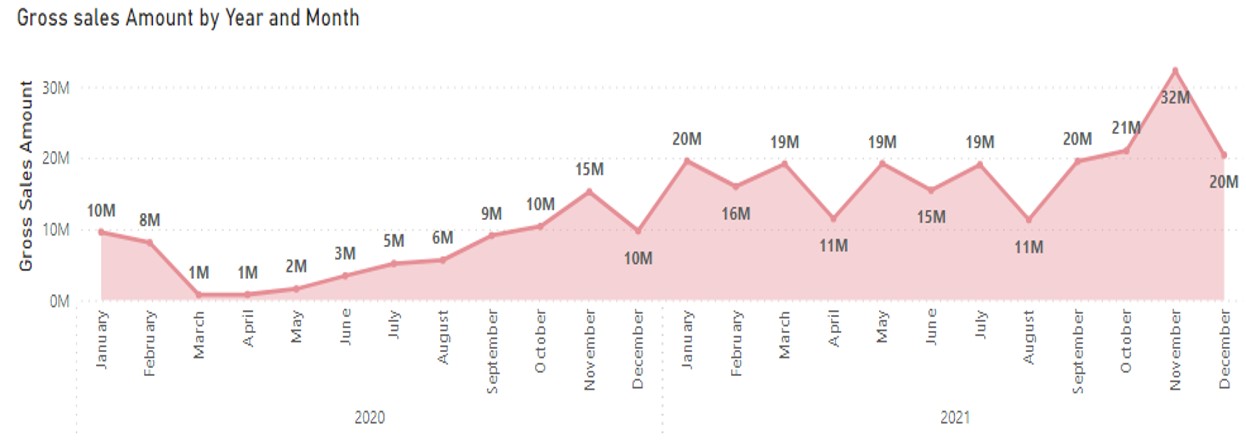 Gross sales Amount by Year and Month
Gross Sales Amount
30M
20M
10M
0M
10M
8M
1M
1M
2M
3M
5M
6M
9M
10M
15M
10M
20M
16M
19M
11M
19M
15M
19M
11M
20M
21M
32M
20M
January
February
March
April
May
June
July
August
September
October
November
December
January
February
March
April
May
June
July
August
September
October
November
December
2020
2021